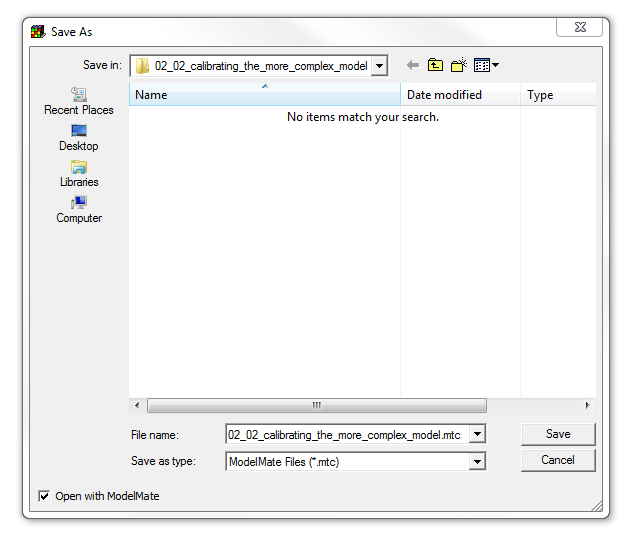 Save As
Save in: 02_02_calibrating_the_more_complex_model
Recent Places
Desktop
Libraries
Computer
Name Date modified Type
No items match your search.
File name: 02_02_calibrating_the_more_complex_model.mtc Save
Save as type: ModelMate Files (*.mtc) Cancel
Open with ModelMate